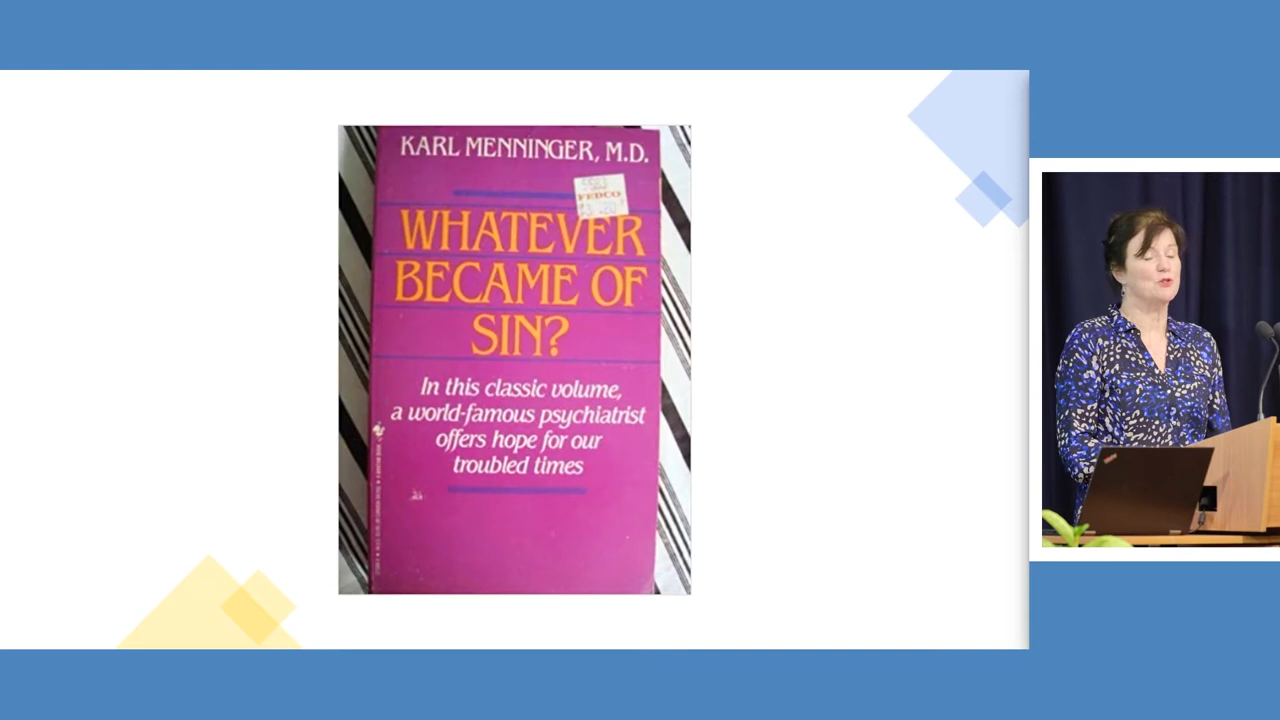 KARL MENNINGER, M.D.
FEDCO
WHATEVER
BECAME OF
SIN?
In this classic volume,
a world-famous psychiatrist
offers hope for our
troubled times